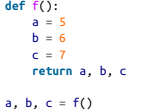 def f():
    a = 5
    b = 6
    c = 7
    return a, b, c

a, b, c = f()